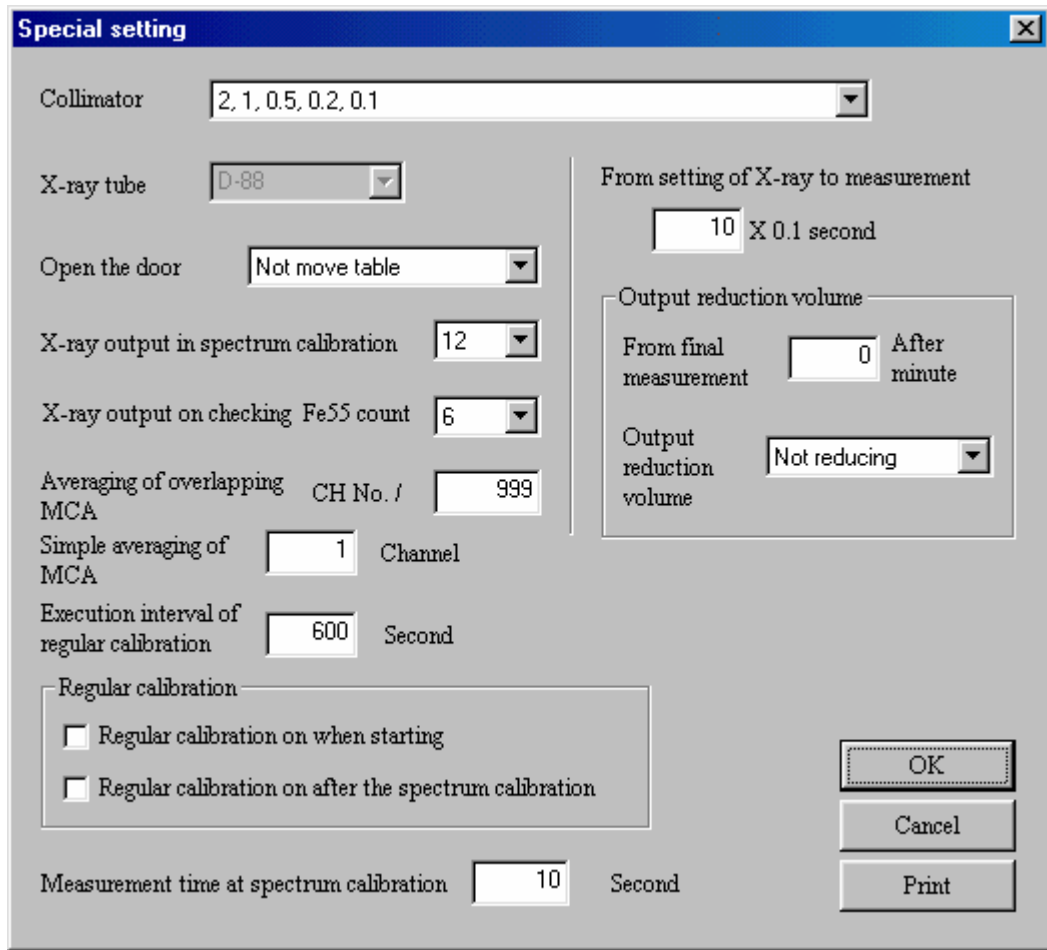 Special setting
Collimator 2, 1, 0.5, 0.2, 0.1
X-ray tube D-88
From setting of X-ray to measurement
10 X 0.1 second
Open the door Not move table
Output reduction volume
X-ray output in spectrum calibration 12
From final
measurement 0 After
minute
X-ray output on checking Fe55 count 6
Output
reduction
volume Not reducing
Averaging of overlapping
MCA CH No. / 999
Simple averaging of
MCA 1 Channel
Execution interval of
regular calibration 600 Second
Regular calibration
Regular calibration on when starting
Regular calibration on after the spectrum calibration
OK
Cancel
Measurement time at spectrum calibration 10 Second
Print